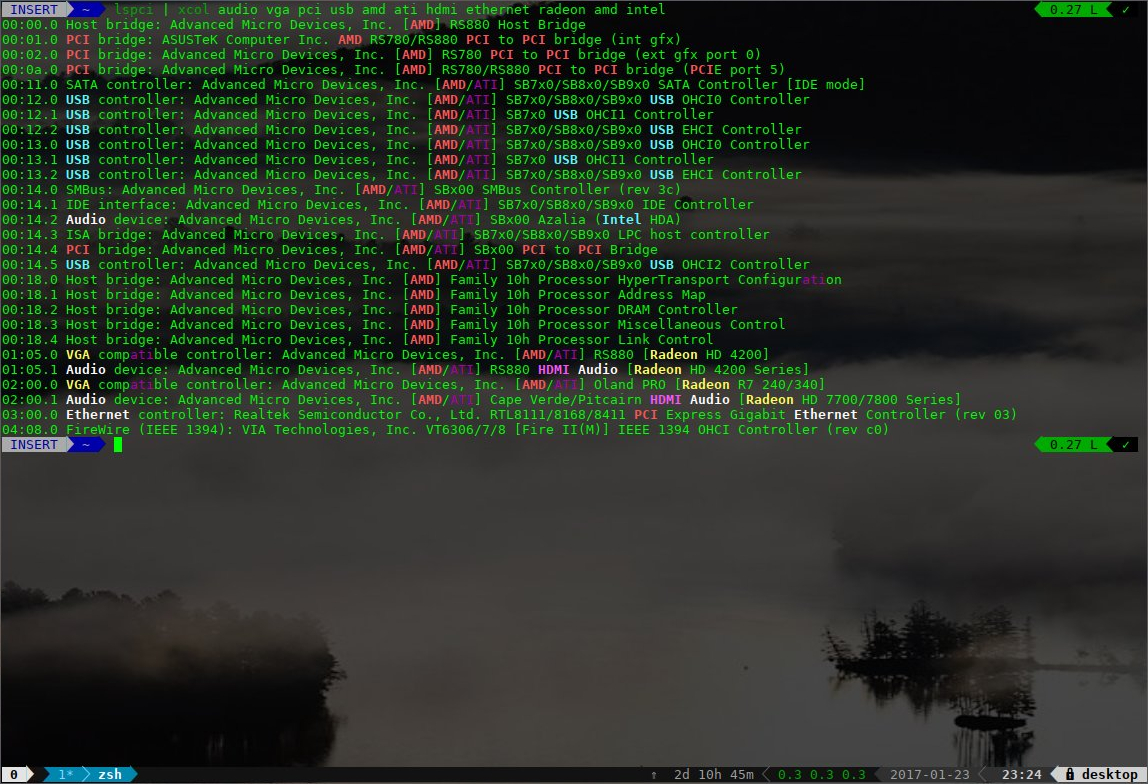 INSERT ~ lspci | xcol audio vga pci usb amd ati hdmi ethernet radeon amd intel 0.27 L ✓
00:00.0 Host bridge: Advanced Micro Devices, Inc. [AMD] RS880 Host Bridge
00:01.0 PCI bridge: ASUSTeK Computer Inc. AMD RS780/RS880 PCI to PCI bridge (int gfx)
00:02.0 PCI bridge: Advanced Micro Devices, Inc. [AMD] RS780 PCI to PCI bridge (ext gfx port 0)
00:0a.0 PCI bridge: Advanced Micro Devices, Inc. [AMD] RS780/RS880 PCI to PCI bridge (PCIE port 5)
00:11.0 SATA controller: Advanced Micro Devices, Inc. [AMD/ATI] SB7x0/SB8x0/SB9x0 SATA Controller [IDE mode]
00:12.0 USB controller: Advanced Micro Devices, Inc. [AMD/ATI] SB7x0/SB8x0/SB9x0 USB OHCI0 Controller
00:12.1 USB controller: Advanced Micro Devices, Inc. [AMD/ATI] SB7x0 USB OHCI1 Controller
00:12.2 USB controller: Advanced Micro Devices, Inc. [AMD/ATI] SB7x0/SB8x0/SB9x0 USB EHCI Controller
00:13.0 USB controller: Advanced Micro Devices, Inc. [AMD/ATI] SB7x0/SB8x0/SB9x0 USB OHCI0 Controller
00:13.1 USB controller: Advanced Micro Devices, Inc. [AMD/ATI] SB7x0 USB OHCI1 Controller
00:13.2 USB controller: Advanced Micro Devices, Inc. [AMD/ATI] SB7x0/SB8x0/SB9x0 USB EHCI Controller
00:14.0 SMBus: Advanced Micro Devices, Inc. [AMD/ATI] SBx00 SMBus Controller (rev 3c)
00:14.1 IDE interface: Advanced Micro Devices, Inc. [AMD/ATI] SB7x0/SB8x0/SB9x0 IDE Controller
00:14.2 Audio device: Advanced Micro Devices, Inc. [AMD/ATI] SBx00 Azalia (Intel HDA)
00:14.3 ISA bridge: Advanced Micro Devices, Inc. [AMD/ATI] SB7x0/SB8x0/SB9x0 LPC host controller
00:14.4 PCI bridge: Advanced Micro Devices, Inc. [AMD/ATI] SBx00 PCI to PCI Bridge
00:14.5 USB controller: Advanced Micro Devices, Inc. [AMD/ATI] SB7x0/SB8x0/SB9x0 USB OHCI2 Controller
00:18.0 Host bridge: Advanced Micro Devices, Inc. [AMD] Family 10h Processor HyperTransport Configuration
00:18.1 Host bridge: Advanced Micro Devices, Inc. [AMD] Family 10h Processor Address Map
00:18.2 Host bridge: Advanced Micro Devices, Inc. [AMD] Family 10h Processor DRAM Controller
00:18.3 Host bridge: Advanced Micro Devices, Inc. [AMD] Family 10h Processor Miscellaneous Control
00:18.4 Host bridge: Advanced Micro Devices, Inc. [AMD] Family 10h Processor Link Control
01:05.0 VGA compatible controller: Advanced Micro Devices, Inc. [AMD/ATI] RS880 [Radeon HD 4200]
01:05.1 Audio device: Advanced Micro Devices, Inc. [AMD/ATI] RS880 HDMI Audio [Radeon HD 4200 Series]
02:00.0 VGA compatible controller: Advanced Micro Devices, Inc. [AMD/ATI] Oland PRO [Radeon R7 240/340]
02:00.1 Audio device: Advanced Micro Devices, Inc. [AMD/ATI] Cape Verde/Pitcairn HDMI Audio [Radeon HD 7700/7800 Series]
03:00.0 Ethernet controller: Realtek Semiconductor Co., Ltd. RTL8111/8168/8411 PCI Express Gigabit Ethernet Controller (rev 03)
04:08.0 FireWire (IEEE 1394): VIA Technologies, Inc. VT6306/7/8 [Fire II(M)] IEEE 1394 OHCI Controller (rev c0)
INSERT ~ 0.27 L ✓
0 1* zsh ↑ 2d 10h 45m 0.3 0.3 0.3 2017-01-23 23:24 desktop